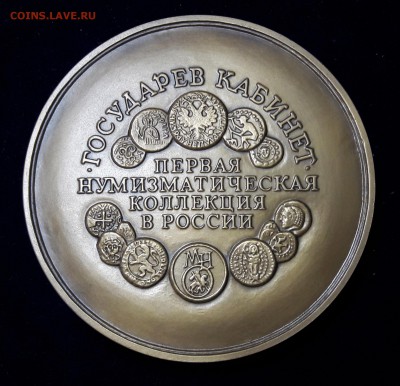 COINS.LAVE.RU
·ГОСУДАРЕВ КАБИНЕТ·
ПЕРВАЯ
НУМИЗМАТИЧЕСКАЯ
КОЛЛЕКЦИЯ
В РОССИИ